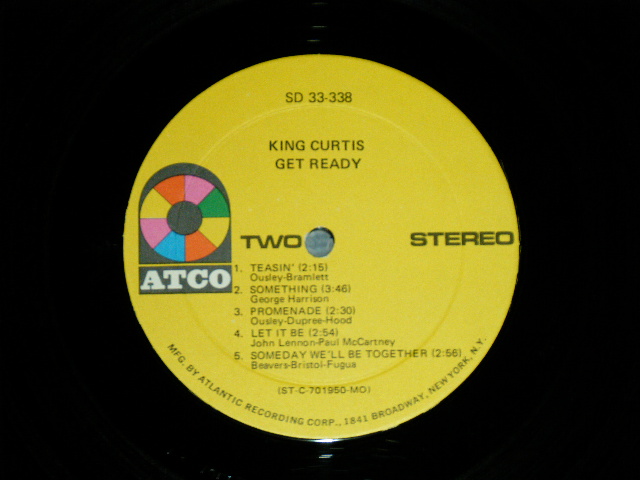 SD 33-338
KING CURTIS
GET READY
TWO
STEREO
ATCO
1. TEASIN' (2:15)
Ousley-Bramlett
2. SOMETHING (3:46)
George Harrison
3. PROMENADE (2:30)
Ousley-Dupree-Hood
4. LET IT BE (2:54)
John Lennon-Paul McCartney
5. SOMEDAY WE'LL BE TOGETHER (2:56)
Beavers-Bristol-Fugua
(ST-C-701950-MO)
MFG. BY ATLANTIC RECORDING CORP., 1841 BROADWAY, NEW YORK, N.Y.